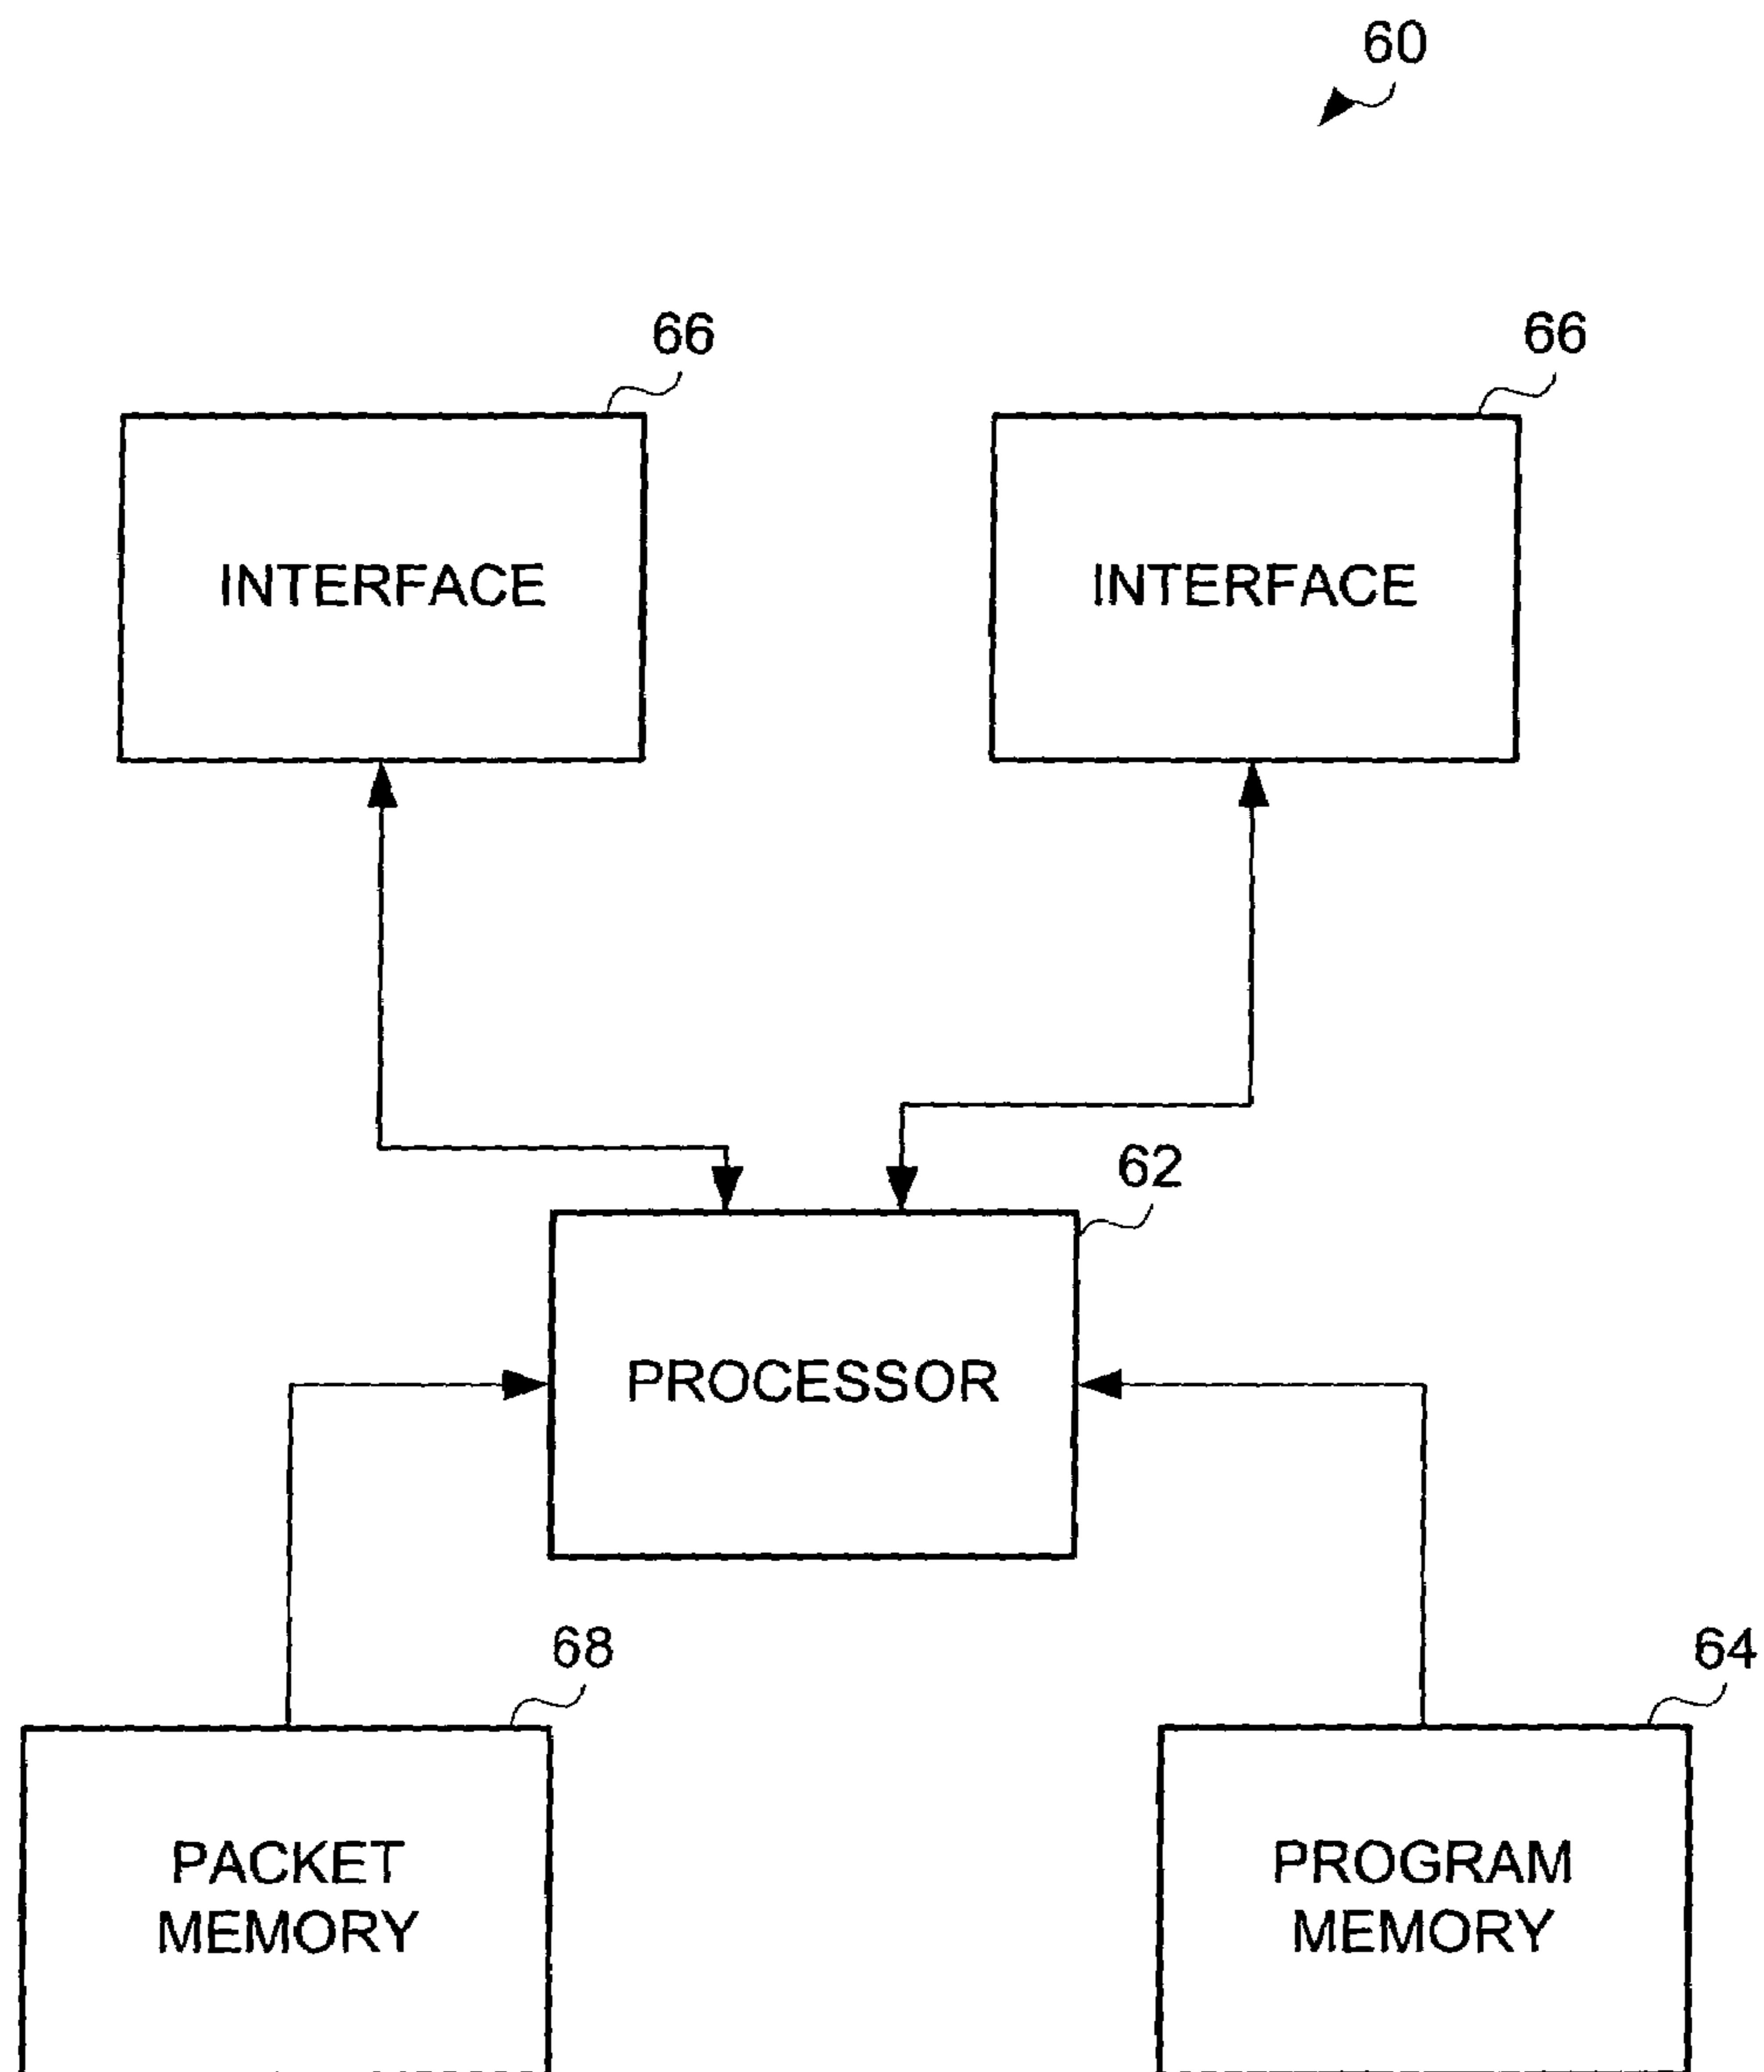 60
66
66
INTERFACE
INTERFACE
62
PROCESSOR
68
64
PACKET
MEMORY
PROGRAM
MEMORY